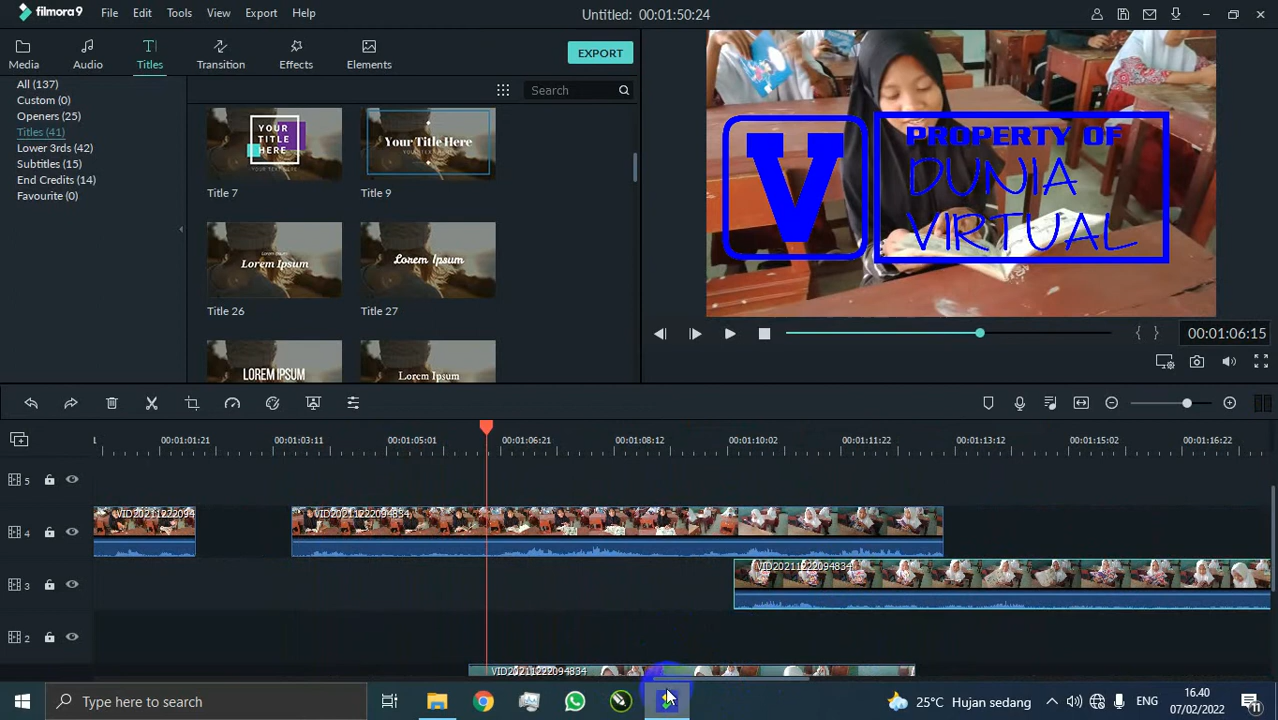 filmora9
File
Edit
Tools
View
Export
Help
Untitled: 00:01:50:24
Media
Audio
Titles
Transition
Effects
Elements
EXPORT
All (137)
Custom (0)
Openers (25)
Titles (41)
Lower 3rds (42)
Subtitles (15)
End Credits (14)
Favourite (0)
Search
YOUR
TITLE
HERE
Title 7
Your Title Here
Title 9
Lorem Ipsum
Title 26
Lorem Ipsum
Title 27
LOREM IPSUM
Lorem Ipsum
V
PROPERTY OF
DUNIA
VIRTUAL
00:01:06:15
00:01:01:21
00:01:03:11
00:01:05:01
00:01:06:21
00:01:08:12
00:01:10:02
00:01:11:22
00:01:13:12
00:01:15:02
00:01:16:22
5
4
VID20211222094
VID20211222094834
3
VID20211222094834
2
VID20211222094834
Type here to search
25°C Hujan sedang
ENG
16.40
07/02/2022
11